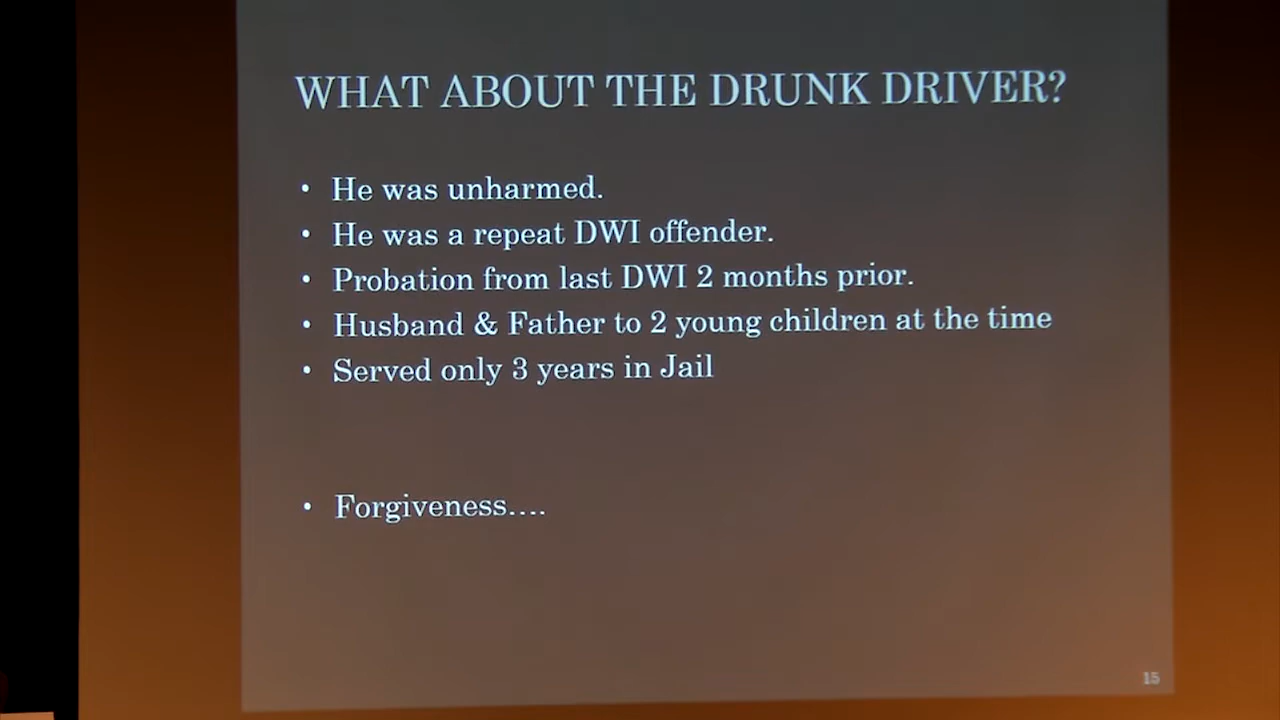 WHAT ABOUT THE DRUNK DRIVER?
• He was unharmed.
• He was a repeat DWI offender.
• Probation from last DWI 2 months prior.
• Husband & Father to 2 young children at the time
• Served only 3 years in Jail
• Forgiveness....
15